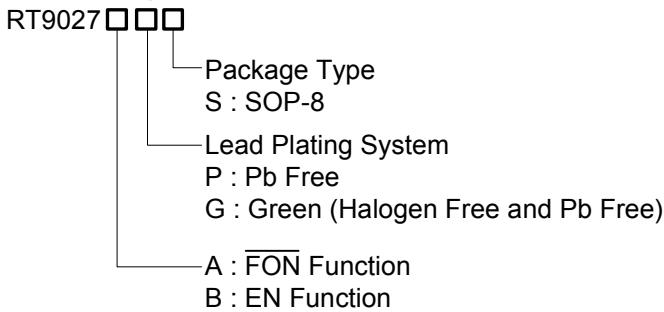 RT9027□□□
Package Type
S : SOP-8
Lead Plating System
P : Pb Free
G : Green (Halogen Free and Pb Free)
A : F̅O̅N̅ Function
B : EN Function